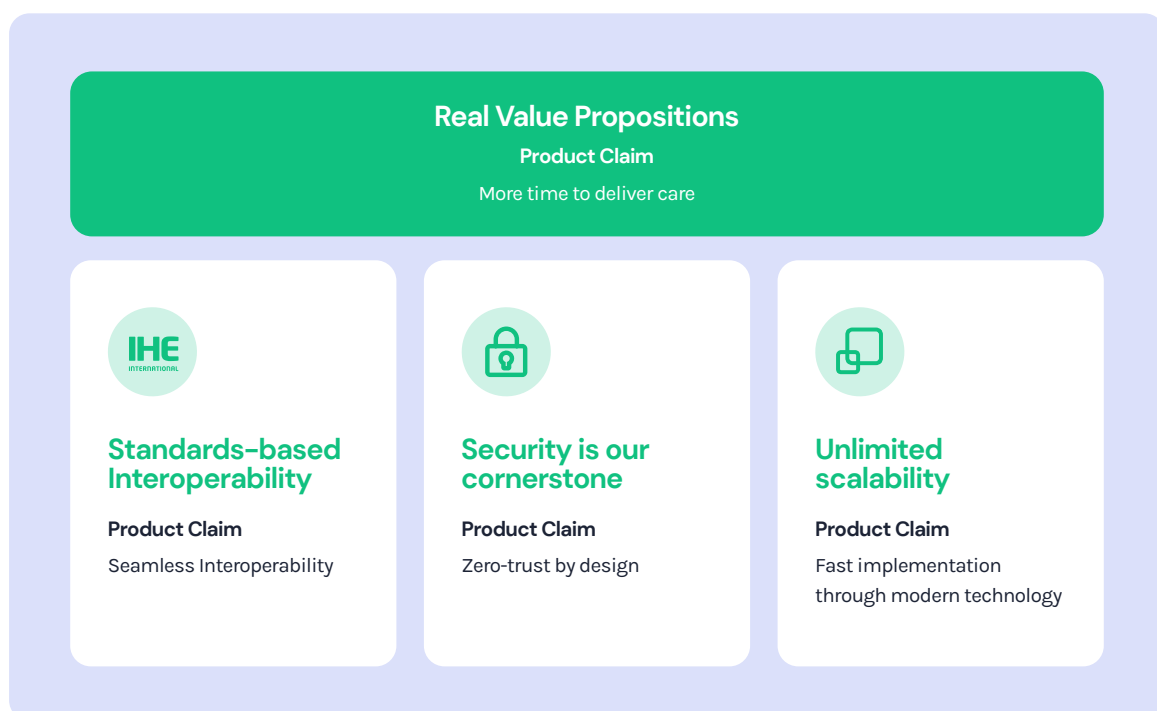 Real Value Propositions
Product Claim
More time to deliver care
IHE
INTERNATIONAL
Standards-based
Interoperability
Product Claim
Seamless Interoperability
Security is our
cornerstone
Product Claim
Zero-trust by design
Unlimited
scalability
Product Claim
Fast implementation
through modern technology